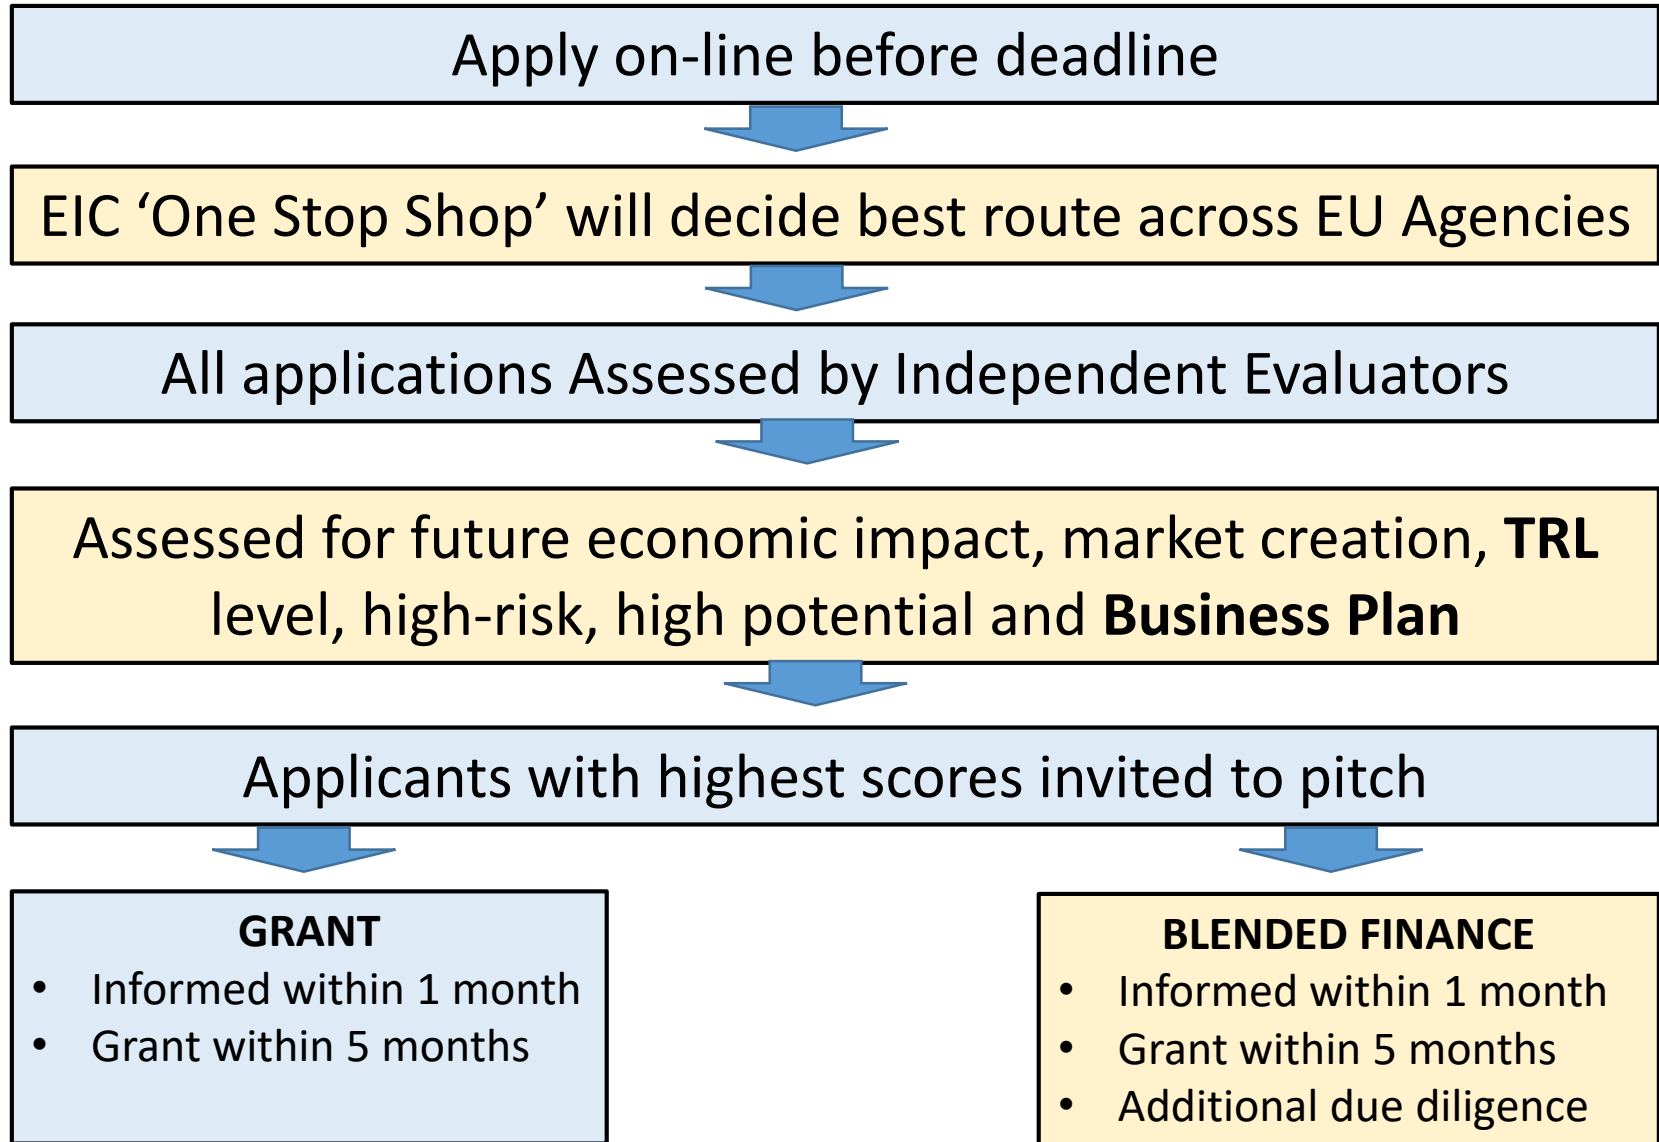 Apply on-line before deadline
EIC ‘One Stop Shop’ will decide best route across EU Agencies
All applications Assessed by Independent Evaluators
Assessed for future economic impact, market creation, TRL
level, high-risk, high potential and Business Plan
Applicants with highest scores invited to pitch
GRANT
• Informed within 1 month
• Grant within 5 months
BLENDED FINANCE
• Informed within 1 month
• Grant within 5 months
• Additional due diligence